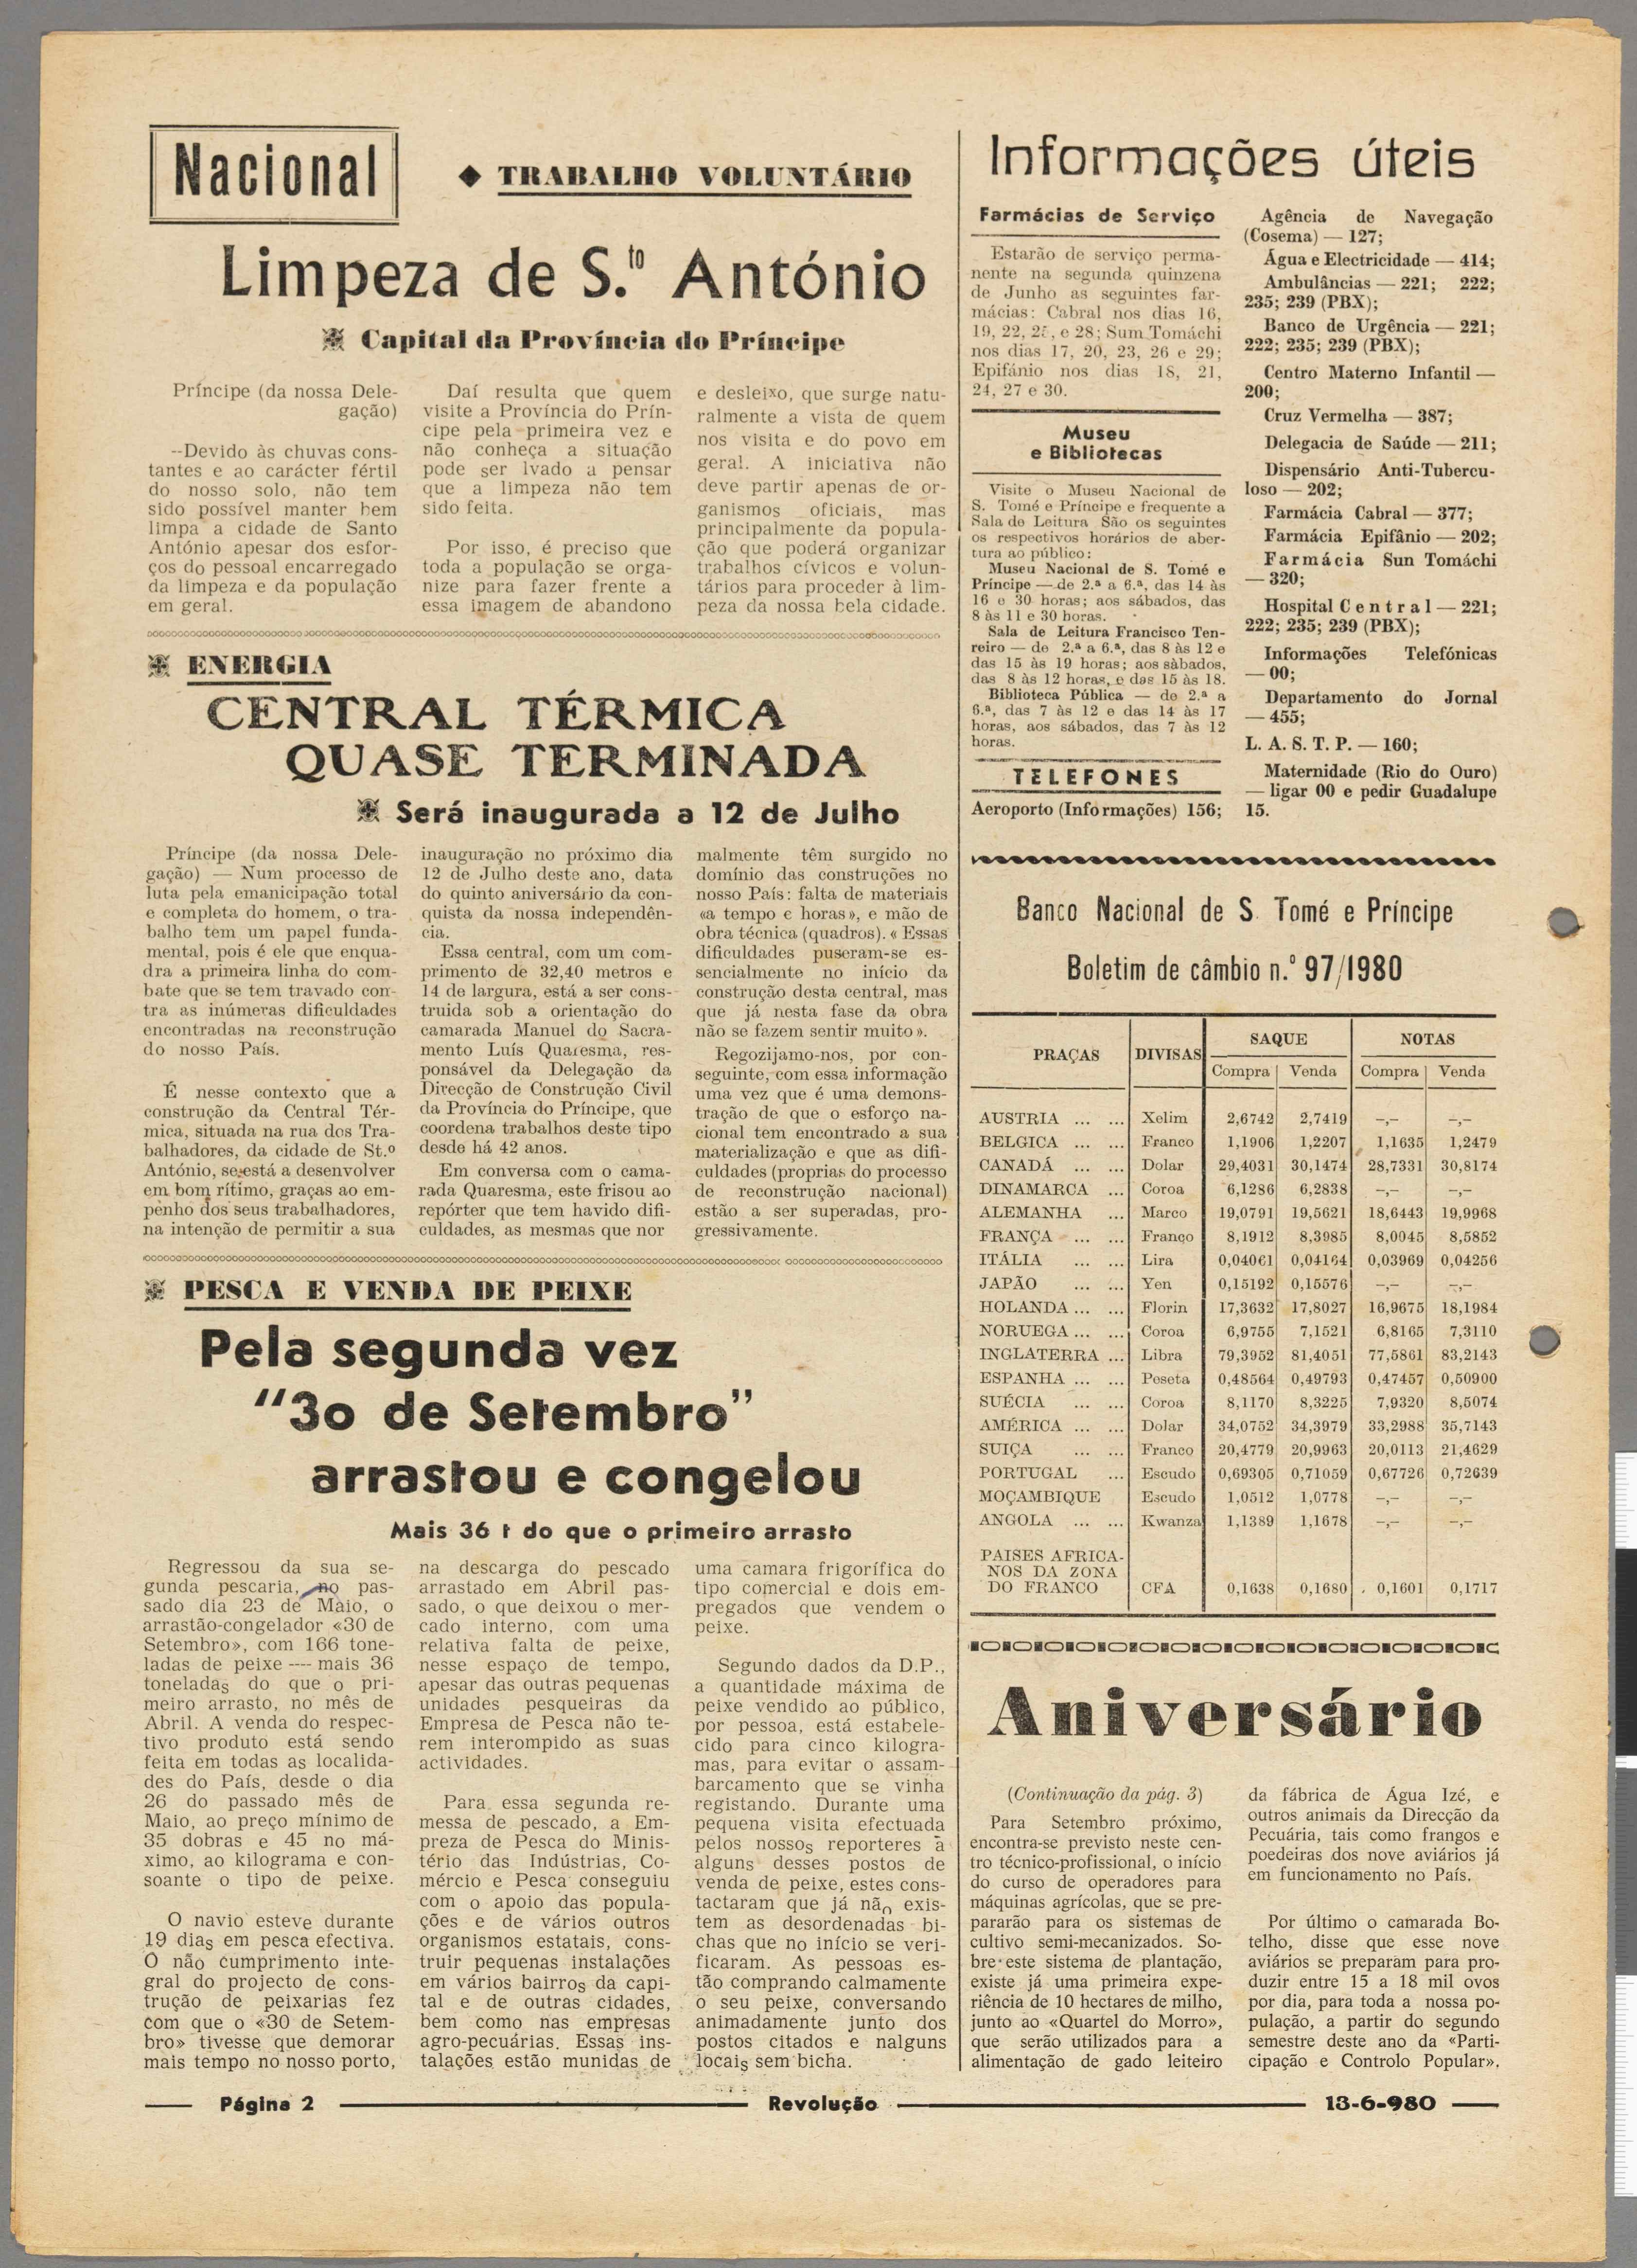 Nacional
◆ TRABALHO VOLUNTÁRIO
Limpeza de S.to António
Capital da Província do Príncipe
Príncipe (da nossa Dele-
gação)
--Devido às chuvas cons-
tantes e ao carácter fértil
do nosso solo, não tem
sido possível manter bem
limpa a cidade de Santo
António apesar dos esfor-
ços do pessoal encarregado
da limpeza e da população
em geral.
Daí resulta que quem
visite a Província do Prín-
cipe pela primeira vez e
não conheça a situação
pode ser lvado a pensar
que a limpeza não tem
sido feita.
Por isso, é preciso que
toda a população se orga-
nize para fazer frente a
essa imagem de abandono
e desleixo, que surge natu-
ralmente a vista de quem
nos visita e do povo em
geral. A iniciativa não
deve partir apenas de or-
ganismos oficiais, mas
principalmente da popula-
ção que poderá organizar
trabalhos cívicos e volun-
tários para proceder à lim-
peza da nossa bela cidade.
ENERGIA
CENTRAL TÉRMICA
QUASE TERMINADA
Será inaugurada a 12 de Julho
Príncipe (da nossa Dele-
gação) — Num processo de
luta pela emanicipação total
e completa do homem, o tra-
balho tem um papel funda-
mental, pois é ele que enqua-
dra a primeira linha do com-
bate que se tem travado con-
tra as inúmeras dificuldades
encontradas na reconstrução
do nosso País.
É nesse contexto que a
construção da Central Tér-
mica, situada na rua dos Tra-
balhadores, da cidade de St.º
António, se está a desenvolver
em bom rítimo, graças ao em-
penho dos seus trabalhadores,
na intenção de permitir a sua
inauguração no próximo dia
12 de Julho deste ano, data
do quinto aniversário da con-
quista da nossa independên-
cia.
Essa central, com um com-
primento de 32,40 metros e
14 de largura, está a ser cons-
truida sob a orientação do
camarada Manuel do Sacra-
mento Luís Quaresma, res-
ponsável da Delegação da
Direcção de Construção Civil
da Província do Príncipe, que
coordena trabalhos deste tipo
desde há 42 anos.
Em conversa com o cama-
rada Quaresma, este frisou ao
repórter que tem havido difi-
culdades, as mesmas que nor
malmente têm surgido no
domínio das construções no
nosso País: falta de materiais
«a tempo e horas», e mão de
obra técnica (quadros). « Essas
dificuldades puseram-se es-
sencialmente no início da
construção desta central, mas
que já nesta fase da obra
não se fazem sentir muito ».
Regozijamo-nos, por con-
seguinte, com essa informação
uma vez que é uma demons-
tração de que o esforço na-
cional tem encontrado a sua
materialização e que as difi-
culdades (proprias do processo
de reconstrução nacional)
estão a ser superadas, pro-
gressivamente.
PESCA E VENDA DE PEIXE
Pela segunda vez
“3o de Setembro”
arrastou e congelou
Mais 36 t do que o primeiro arrasto
Regressou da sua se-
gunda pescaria, no pas-
sado dia 23 de Maio, o
arrastão-congelador «30 de
Setembro», com 166 tone-
ladas de peixe ---- mais 36
toneladas do que o pri-
meiro arrasto, no mês de
Abril. A venda do respec-
tivo produto está sendo
feita em todas as localida-
des do País, desde o dia
26 do passado mês de
Maio, ao preço mínimo de
35 dobras e 45 no má-
ximo, ao kilograma e con-
soante o tipo de peixe.
O navio esteve durante
19 dias em pesca efectiva.
O não cumprimento inte-
gral do projecto de cons-
trução de peixarias fez
com que o «30 de Setem-
bro» tivesse que demorar
mais tempo no nosso porto,
na descarga do pescado
arrastado em Abril pas-
sado, o que deixou o mer-
cado interno, com uma
relativa falta de peixe,
nesse espaço de tempo,
apesar das outras pequenas
unidades pesqueiras da
Empresa de Pesca não te-
rem interompido as suas
actividades.
Para essa segunda re-
messa de pescado, a Em-
preza de Pesca do Minis-
tério das Indústrias, Co-
mércio e Pesca conseguiu
com o apoio das popula-
ções e de vários outros
organismos estatais, cons-
truir pequenas instalações
em vários bairros da capi-
tal e de outras cidades,
bem como nas empresas
agro-pecuárias. Essas ins-
talações estão munidas de
uma camara frigorífica do
tipo comercial e dois em-
pregados que vendem o
peixe.
Segundo dados da D.P.,
a quantidade máxima de
peixe vendido ao público,
por pessoa, está estabele-
cido para cinco kilogra-
mas, para evitar o assam-
barcamento que se vinha
registando. Durante uma
pequena visita efectuada
pelos nossos reporteres à
alguns desses postos de
venda de peixe, estes cons-
tactaram que já não exis-
tem as desordenadas bi-
chas que no início se veri-
ficaram. As pessoas es-
tão comprando calmamente
o seu peixe, conversando
animadamente junto dos
postos citados e nalguns
locais sem bicha.
Informações úteis
Farmácias de Serviço
Estarão de serviço perma-
nente na segunda quinzena
de Junho as seguintes far-
mácias: Cabral nos dias 16,
19, 22, 25, e 28; Sum Tomáchi
nos dias 17, 20, 23, 26 e 29;
Epifánio nos dias 18, 21,
24, 27 e 30.
Museu
e Bibliotecas
Visite o Museu Nacional de
S. Tomé e Príncipe e frequente a
Sala de Leitura São os seguintes
os respectivos horários de aber-
tura ao público:
Museu Nacional de S. Tomé e
Príncipe — de 2.ª a 6.ª, das 14 às
16 e 30 horas; aos sábados, das
8 às 11 e 30 horas.
Sala de Leitura Francisco Ten-
reiro — de 2.ª a 6.ª, das 8 às 12 e
das 15 às 19 horas; aos sàbados,
das 8 às 12 horas, e das 15 às 18.
Biblioteca Pública — de 2.ª a
6.ª, das 7 às 12 e das 14 às 17
horas, aos sábados, das 7 às 12
horas.
TELEFONES
Aeroporto (Informações) 156;
Agência de Navegação
(Cosema) — 127;
Água e Electricidade — 414;
Ambulâncias — 221; 222;
235; 239 (PBX);
Banco de Urgência — 221;
222; 235; 239 (PBX);
Centro Materno Infantil —
200;
Cruz Vermelha — 387;
Delegacia de Saúde — 211;
Dispensário Anti-Tubercu-
loso — 202;
Farmácia Cabral — 377;
Farmácia Epifânio — 202;
Farmácia Sun Tomáchi
— 320;
Hospital Central — 221;
222; 235; 239 (PBX);
Informações Telefónicas
— 00;
Departamento do Jornal
— 455;
L. A. S. T. P. — 160;
Maternidade (Rio do Ouro)
— ligar 00 e pedir Guadalupe
15.
Banco Nacional de S. Tomé e Príncipe
Boletim de câmbio n.º 97/1980
PRAÇAS DIVISAS SAQUE NOTAS
Compra Venda Compra Venda
AUSTRIA ... ... Xelim 2,6742 2,7419 –,– –,–
BELGICA ... ... Franco 1,1906 1,2207 1,1635 1,2479
CANADÁ ... ... Dolar 29,4031 30,1474 28,7331 30,8174
DINAMARCA ... Coroa 6,1286 6,2838 –,– –,–
ALEMANHA ... Marco 19,0791 19,5621 18,6443 19,9968
FRANÇA ... ... Franço 8,1912 8,3985 8,0045 8,5852
ITÁLIA ... ... Lira 0,04061 0,04164 0,03969 0,04256
JAPÃO ... ... Yen 0,15192 0,15576 –,– –,–
HOLANDA ... ... Florin 17,3632 17,8027 16,9675 18,1984
NORUEGA ... ... Coroa 6,9755 7,1521 6,8165 7,3110
INGLATERRA ... Libra 79,3952 81,4051 77,5861 83,2143
ESPANHA ... ... Peseta 0,48564 0,49793 0,47457 0,50900
SUÉCIA ... ... Coroa 8,1170 8,3225 7,9320 8,5074
AMÉRICA ... ... Dolar 34,0752 34,3979 33,2988 35,7143
SUIÇA ... ... Franco 20,4779 20,9963 20,0113 21,4629
PORTUGAL ... Escudo 0,69305 0,71059 0,67726 0,72639
MOÇAMBIQUE Escudo 1,0512 1,0778 –,– –,–
ANGOLA ... ... Kwanza 1,1389 1,1678 –,– –,–
PAISES AFRICA-
NOS DA ZONA
DO FRANCO CFA 0,1638 0,1680 0,1601 0,1717
Aniversário
(Continuação da pág. 3)
Para Setembro próximo,
encontra-se previsto neste cen-
tro técnico-profissional, o início
do curso de operadores para
máquinas agrícolas, que se pre-
pararão para os sistemas de
cultivo semi-mecanizados. So-
bre este sistema de plantação,
existe já uma primeira expe-
riência de 10 hectares de milho,
junto ao «Quartel do Morro»,
que serão utilizados para a
alimentação de gado leiteiro
da fábrica de Água Izé, e
outros animais da Direcção da
Pecuária, tais como frangos e
poedeiras dos nove aviários já
em funcionamento no País.
Por último o camarada Bo-
telho, disse que esse nove
aviários se preparam para pro-
duzir entre 15 a 18 mil ovos
por dia, para toda a nossa po-
pulação, a partir do segundo
semestre deste ano da «Parti-
cipação e Controlo Popular».
Página 2 Revolução 13-6-980